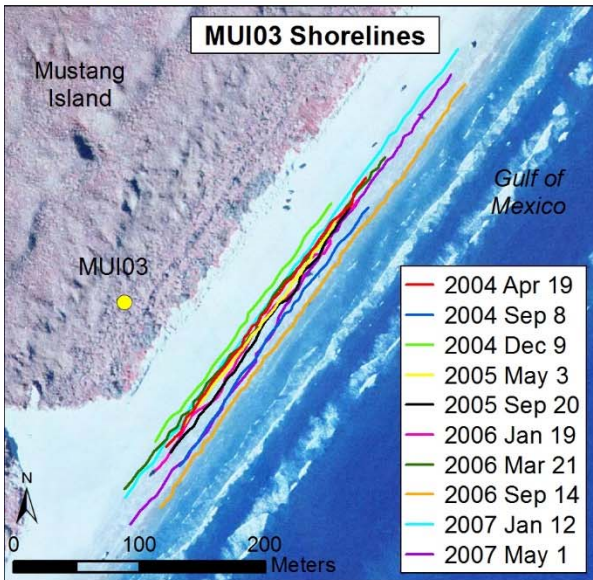 MUI03 Shorelines
Mustang
Island
Gulf of
Mexico
MUI03
2004 Apr 19
2004 Sep 8
2004 Dec 9
2005 May 3
2005 Sep 20
2006 Jan 19
2006 Mar 21
2006 Sep 14
2007 Jan 12
2007 May 1
N
0 100 200
Meters